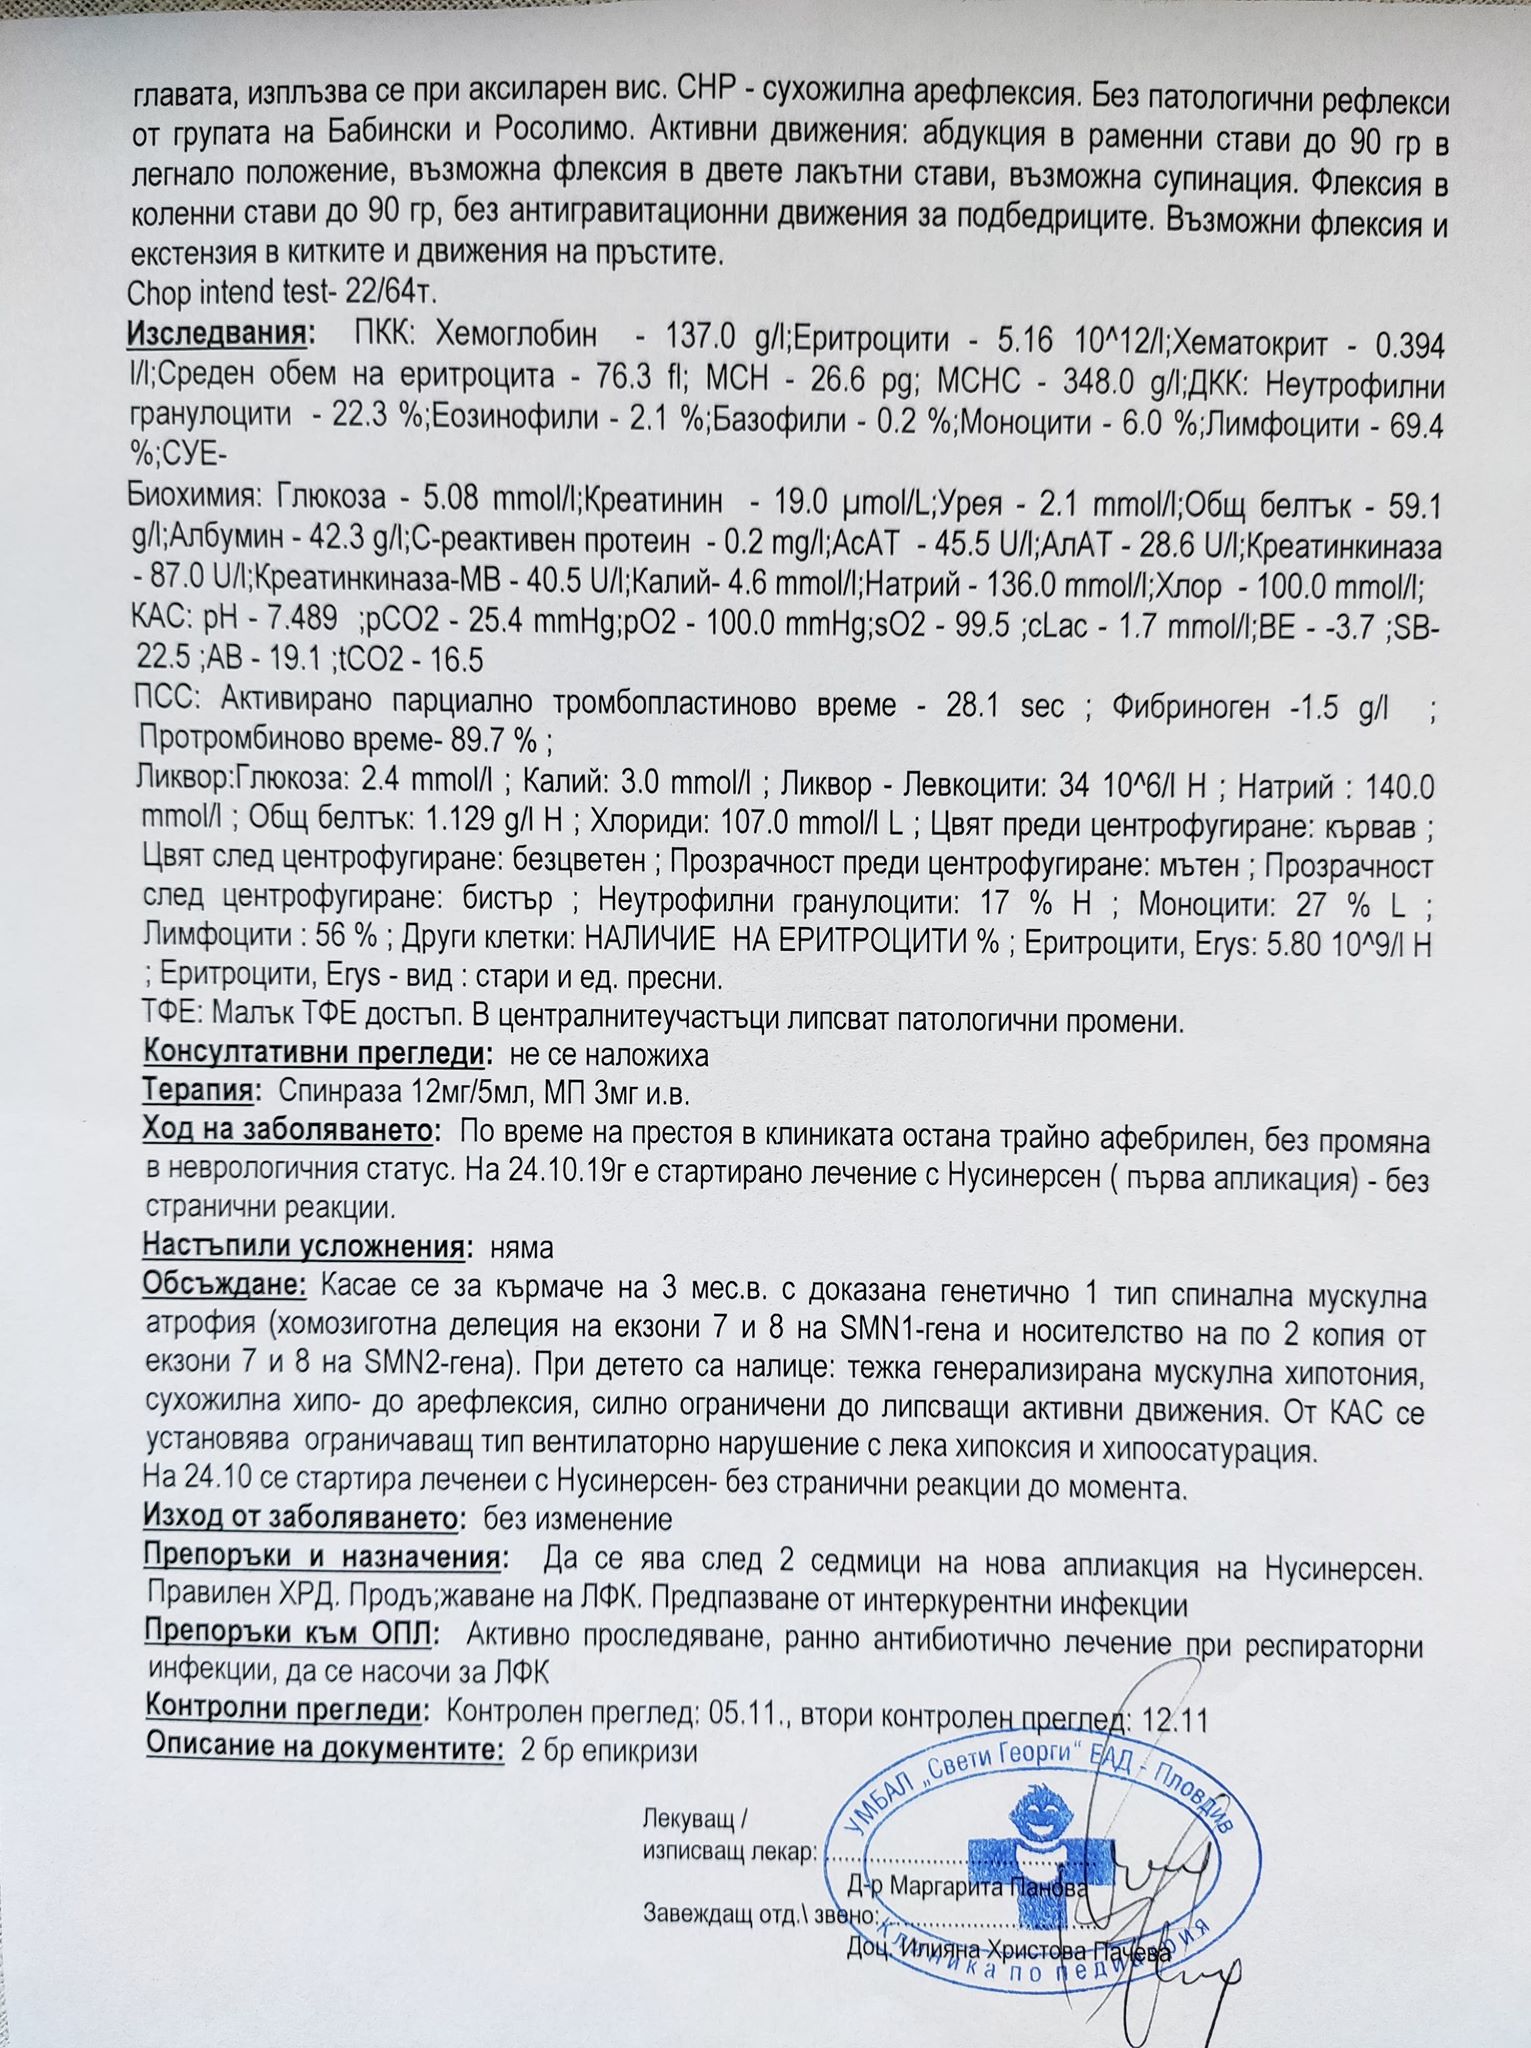 главата, изплъзва се при аксиларен вис. СНР - сухожилна арефлексия. Без патологични рефлекси
от групата на Бабински и Росолимо. Активни движения: абдукция в раменни стави до 90 гр в
легнало положение, възможна флексия в двете лакътни стави, възможна супинация. Флексия в
коленни стави до 90 гр, без антигравитационни движения за подбедриците. Възможни флексия и
екстензия в китките и движения на пръстите.
Chop intend test- 22/64т.
Изследвания: ПКК: Хемоглобин - 137.0 g/l;Еритроцити - 5.16 10^12/l;Хематокрит - 0.394
l/l;Среден обем на еритроцита - 76.3 fl; MCH - 26.6 pg; MCHC - 348.0 g/l;ДКК: Неутрофилни
гранулоцити - 22.3 %;Еозинофили - 2.1 %;Базофили - 0.2 %;Моноцити - 6.0 %;Лимфоцити - 69.4
%;СУЕ-
Биохимия: Глюкоза - 5.08 mmol/l;Креатинин - 19.0 µmol/L;Урея - 2.1 mmol/l;Общ белтък - 59.1
g/l;Албумин - 42.3 g/l;С-реактивен протеин - 0.2 mg/l;АсАТ - 45.5 U/l;АлАТ - 28.6 U/l;Креатинкиназа
- 87.0 U/l;Креатинкиназа-MB - 40.5 U/l;Калий- 4.6 mmol/l;Натрий - 136.0 mmol/l;Хлор - 100.0 mmol/l;
КАС: pH - 7.489 ;pCO2 - 25.4 mmHg;pO2 - 100.0 mmHg;sO2 - 99.5 ;cLac - 1.7 mmol/l;BE - -3.7 ;SB-
22.5 ;AB - 19.1 ;tCO2 - 16.5
ПСС: Активирано парциално тромбопластиново време - 28.1 sec ; Фибриноген -1.5 g/l ;
Протромбиново време- 89.7 % ;
Ликвор:Глюкоза: 2.4 mmol/l ; Калий: 3.0 mmol/l ; Ликвор - Левкоцити: 34 10^6/l H ; Натрий : 140.0
mmol/l ; Общ белтък: 1.129 g/l H ; Хлориди: 107.0 mmol/l L ; Цвят преди центрофугиране: кървав ;
Цвят след центрофугиране: безцветен ; Прозрачност преди центрофугиране: мътен ; Прозрачност
след центрофугиране: бистър ; Неутрофилни гранулоцити: 17 % H ; Моноцити: 27 % L ;
Лимфоцити : 56 % ; Други клетки: НАЛИЧИЕ НА ЕРИТРОЦИТИ % ; Еритроцити, Erys: 5.80 10^9/l H
; Еритроцити, Erys - вид : стари и ед. пресни.
ТФЕ: Малък ТФЕ достъп. В централнитеучастъци липсват патологични промени.
Консултативни прегледи: не се наложиха
Терапия: Спинраза 12мг/5мл, МП 3мг и.в.
Ход на заболяването: По време на престоя в клиниката остана трайно афебрилен, без промяна
в неврологичния статус. На 24.10.19г е стартирано лечение с Нусинерсен ( първа апликация) - без
странични реакции.
Настъпили усложнения: няма
Обсъждане: Касае се за кърмаче на 3 мес.в. с доказана генетично 1 тип спинална мускулна
атрофия (хомозиготна делеция на екзони 7 и 8 на SMN1-гена и носителство на по 2 копия от
екзони 7 и 8 на SMN2-гена). При детето са налице: тежка генерализирана мускулна хипотония,
сухожилна хипо- до арефлексия, силно ограничени до липсващи активни движения. От КАС се
установява ограничаващ тип вентилаторно нарушение с лека хипоксия и хипоосатурация.
На 24.10 се стартира леченеи с Нусинерсен- без странични реакции до момента.
Изход от заболяването: без изменение
Препоръки и назначения: Да се ява след 2 седмици на нова аплиакция на Нусинерсен.
Правилен ХРД. Продъ;жаване на ЛФК. Предпазване от интеркурентни инфекции
Препоръки към ОПЛ: Активно проследяване, ранно антибиотично лечение при респираторни
инфекции, да се насочи за ЛФК
Контролни прегледи: Контролен преглед: 05.11., втори контролен преглед: 12.11
Описание на документите: 2 бр епикризи
УМБАЛ „Свети Георги“ ЕАД - Пловдив
Лекуващ /
изписващ лекар:
Д-р Маргарита Панова
Завеждащ отд.\ звено:
Доц. Илияна Христова Пачева
Клиника по педиатрия